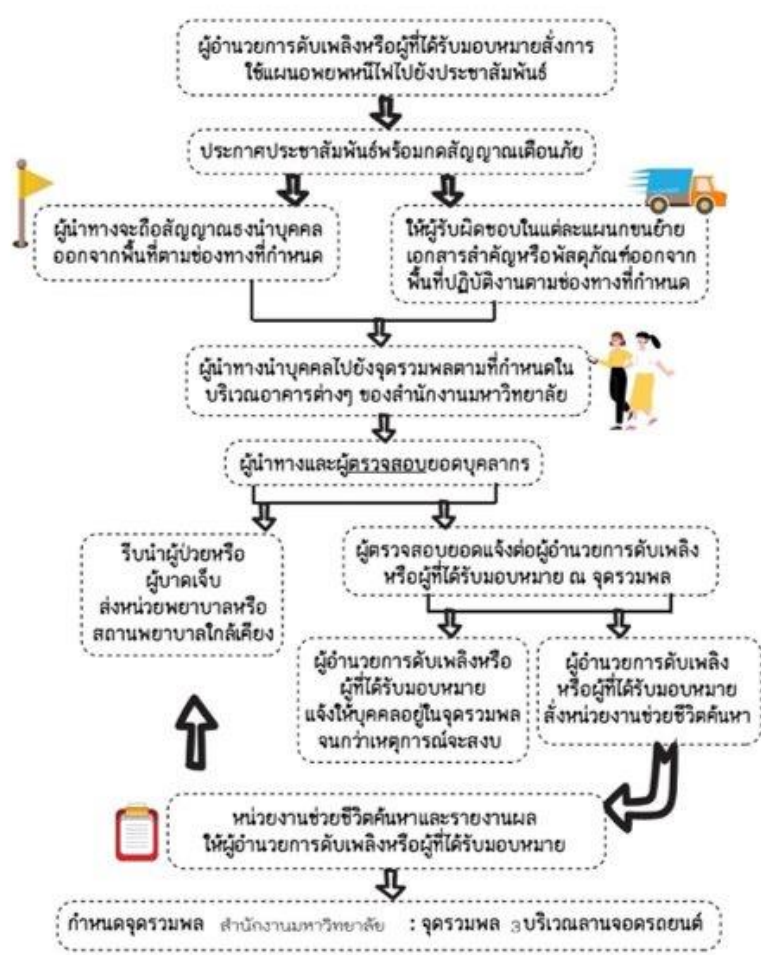 ผู้อำนวยการดับเพลิงหรือผู้ที่ได้รับมอบหมายสั่งการ
ใช้แผนอพยพหนีไฟไปยังประชาสัมพันธ์
ประกาศประชาสัมพันธ์พร้อมกดสัญญาณเตือนภัย
ผู้นำทางจะถือสัญญาณธงนำบุคคล
ออกจากพื้นที่ตามช่องทางที่กำหนด
ให้ผู้รับผิดชอบในแต่ละแผนกขนย้าย
เอกสารสำคัญหรือพัสดุภัณฑ์ออกจาก
พื้นที่ปฏิบัติงานตามช่องทางที่กำหนด
ผู้นำทางนำบุคคลไปยังจุดรวมพลตามที่กำหนดใน
บริเวณอาคารต่างๆ ของสำนักงานมหาวิทยาลัย
ผู้นำทางและผู้ตรวจสอบยอดบุคลากร
รีบนำผู้ป่วยหรือ
ผู้บาดเจ็บ
ส่งหน่วยพยาบาลหรือ
สถานพยาบาลใกล้เคียง
ผู้ตรวจสอบยอดแจ้งต่อผู้อำนวยการดับเพลิง
หรือผู้ที่ได้รับมอบหมาย ณ จุดรวมพล
ผู้อำนวยการดับเพลิงหรือ
ผู้ที่ได้รับมอบหมาย
แจ้งให้บุคคลอยู่ในจุดรวมพล
จนกว่าเหตุการณ์จะสงบ
ผู้อำนวยการดับเพลิง
หรือผู้ที่ได้รับมอบหมาย
สั่งหน่วยงานช่วยชีวิตค้นหา
หน่วยงานช่วยชีวิตค้นหาและรายงานผล
ให้ผู้อำนวยการดับเพลิงหรือผู้ที่ได้รับมอบหมาย
กำหนดจุดรวมพล สำนักงานมหาวิทยาลัย : จุดรวมพล 3 บริเวณลานจอดรถยนต์